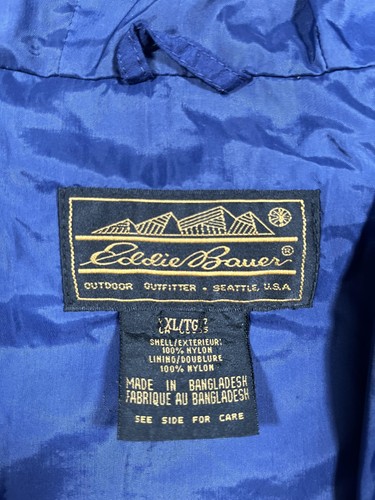 Eddie Bauer®
OUTDOOR OUTFITTER • SEATTLE, U.S.A
XL/TG
SHELL/EXTERIEUR:
100% NYLON
LINING/DOUBLURE
100% NYLON
MADE IN BANGLADESH
FABRIQUE AU BANGLADESH
SEE SIDE FOR CARE